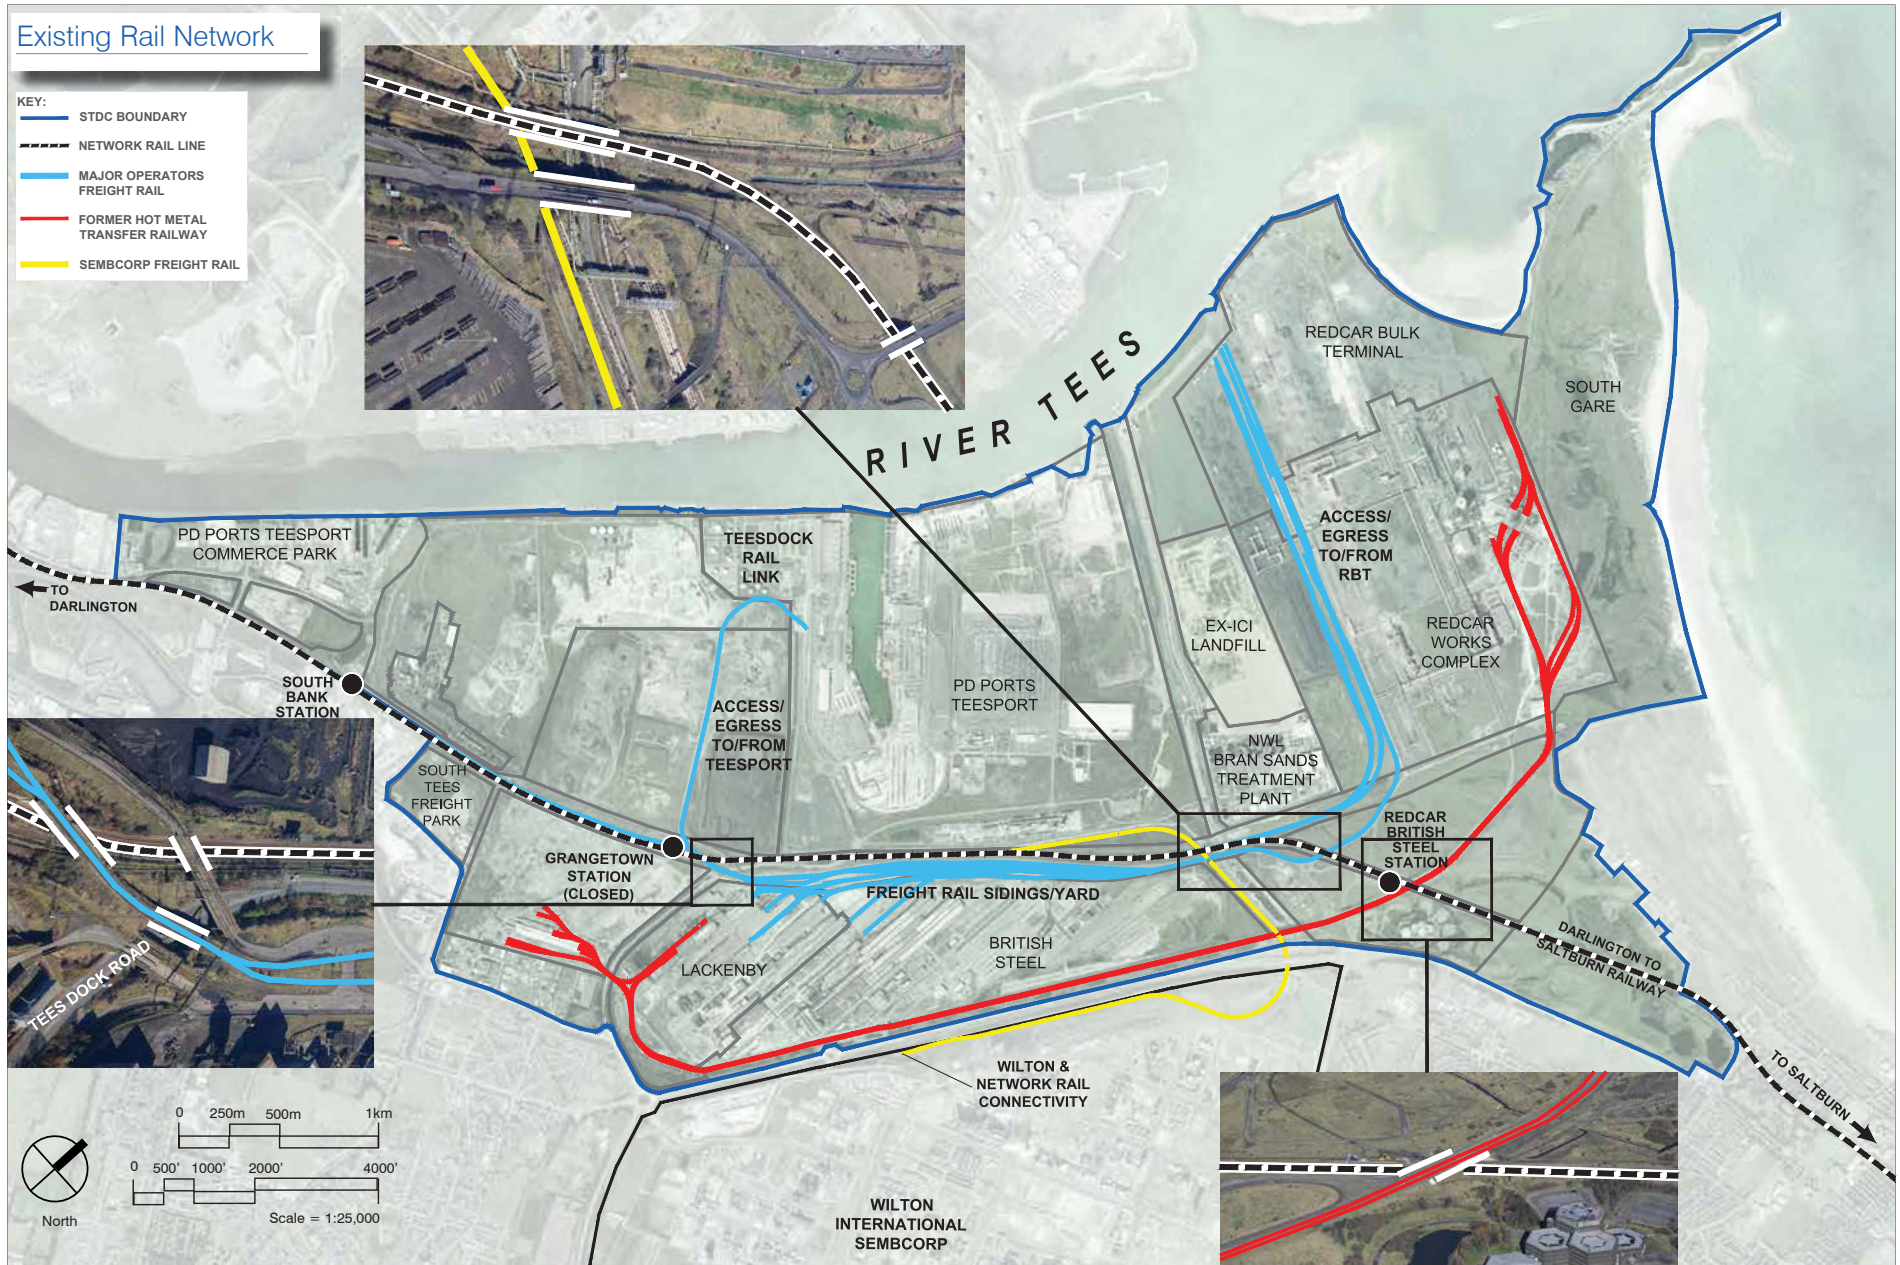 Existing Rail Network
KEY:
STDC BOUNDARY
NETWORK RAIL LINE
MAJOR OPERATORS
FREIGHT RAIL
FORMER HOT METAL
TRANSFER RAILWAY
SEMBCORP FREIGHT RAIL
RIVER TEES
REDCAR BULK
TERMINAL
SOUTH
GARE
PD PORTS TEESPORT
COMMERCE PARK
TO
DARLINGTON
TEESDOCK
RAIL
LINK
ACCESS/
EGRESS
TO/FROM
RBT
EX-ICI
LANDFILL
REDCAR
WORKS
COMPLEX
SOUTH
BANK
STATION
PD PORTS
TEESPORT
ACCESS/
EGRESS
TO/FROM
TEESPORT
NWL
BRAN SANDS
TREATMENT
PLANT
SOUTH
TEES
FREIGHT
PARK
REDCAR
BRITISH
STEEL
STATION
GRANGETOWN
STATION
(CLOSED)
FREIGHT RAIL SIDINGS/YARD
BRITISH
STEEL
LACKENBY
DARLINGTON TO
SALTBURN RAILWAY
TEES DOCK ROAD
TO SALTBURN
WILTON &
NETWORK RAIL
CONNECTIVITY
WILTON
INTERNATIONAL
SEMBCORP
0 250m 500m 1km
0 500' 1000' 2000' 4000'
Scale = 1:25,000
North